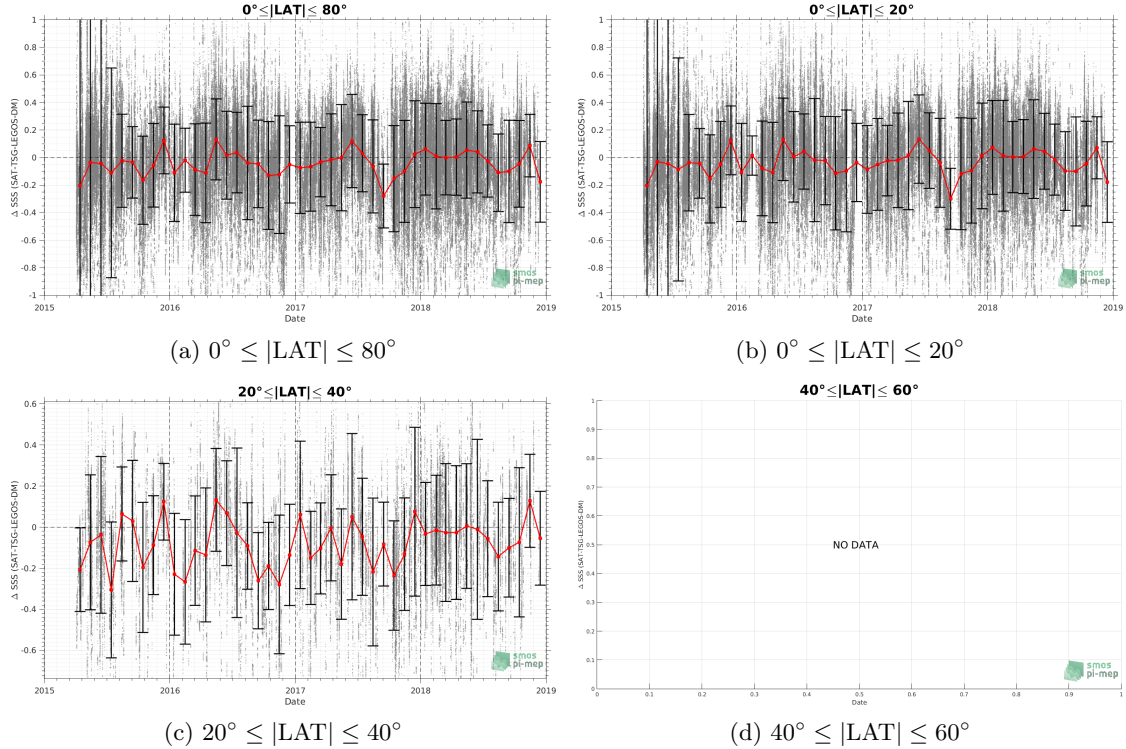 0°≤|LAT|≤ 80°
Δ SSS (SAT-TSG-LEGOS-DM)
1
0.8
0.6
0.4
0.2
0
-0.2
-0.4
-0.6
-0.8
-1
2015
2016
2017
2018
2019
Date
smos
pi-mep
(a) 0° ≤ |LAT| ≤ 80°
0°≤|LAT|≤ 20°
Δ SSS (SAT-TSG-LEGOS-DM)
1
0.8
0.6
0.4
0.2
0
-0.2
-0.4
-0.6
-0.8
-1
2015
2016
2017
2018
2019
Date
smos
pi-mep
(b) 0° ≤ |LAT| ≤ 20°
20°≤|LAT|≤ 40°
Δ SSS (SAT-TSG-LEGOS-DM)
0.6
0.4
0.2
0
-0.2
-0.4
-0.6
2015
2016
2017
2018
2019
Date
smos
pi-mep
(c) 20° ≤ |LAT| ≤ 40°
40°≤|LAT|≤ 60°
Δ SSS (SAT-TSG-LEGOS-DM)
1
0.9
0.8
0.7
0.6
0.5
0.4
0.3
0.2
0.1
0
NO DATA
0
0.1
0.2
0.3
0.4
0.5
0.6
0.7
0.8
0.9
1
Date
smos
pi-mep
(d) 40° ≤ |LAT| ≤ 60°